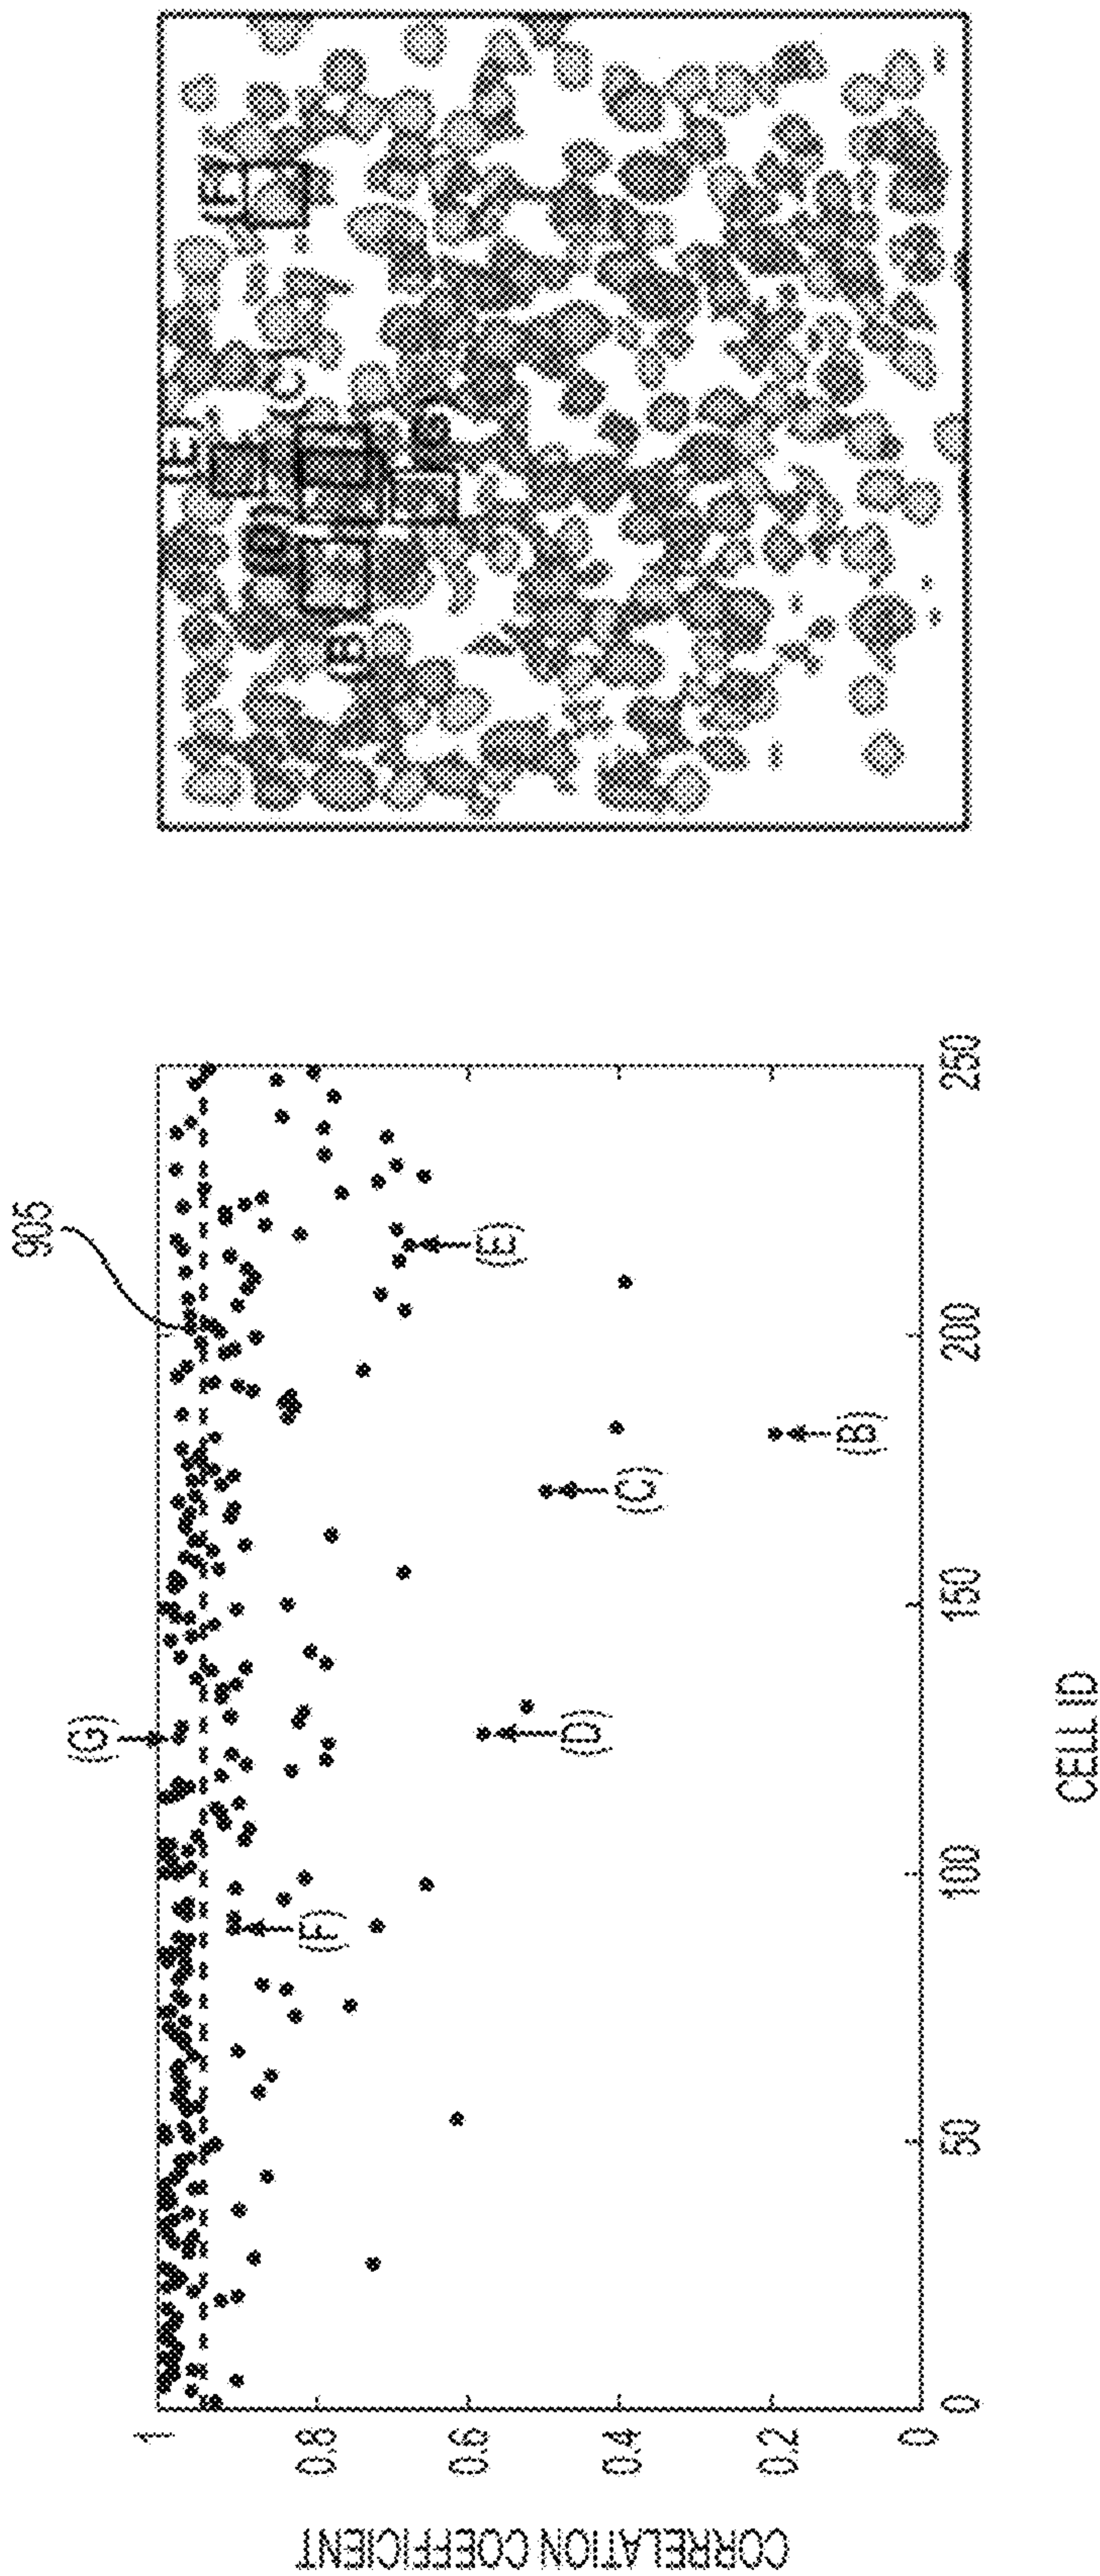 CORRELATION COEFFICIENT
1
0.8
0.6
0.4
0.2
0
0
50
100
150
200
250
CELL ID
905
(G)
(F)
(D)
(C)
(B)
(E)
(B)
(D)
(E)
(C)
(F)